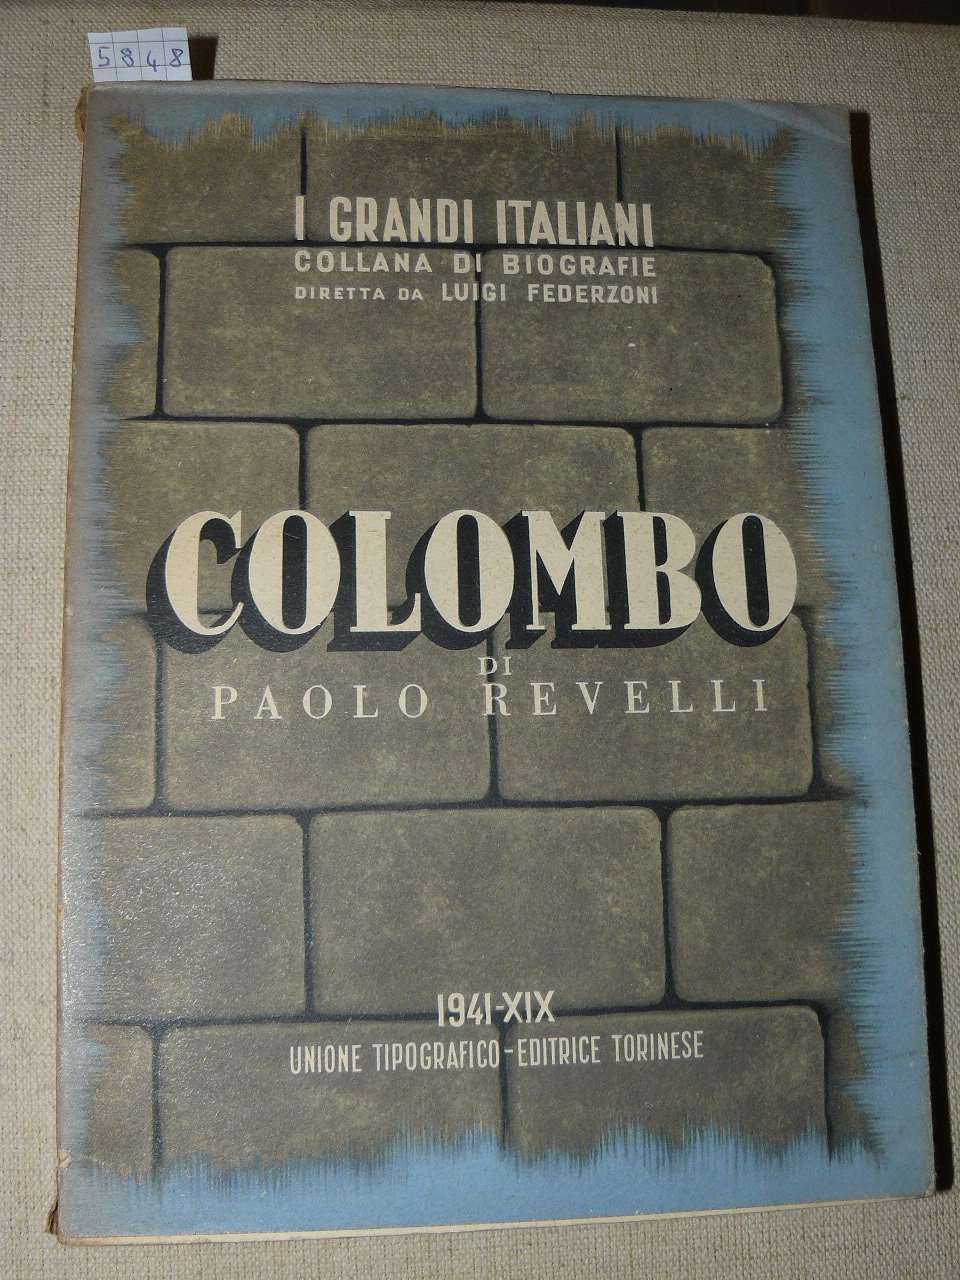 5848
I GRANDI ITALIANI
COLLANA DI BIOGRAFIE
DIRETTA DA LUIGI FEDERZONI
COLOMBO
DI
PAOLO REVELLI
1941-XIX
UNIONE TIPOGRAFICO-EDITRICE TORINESE